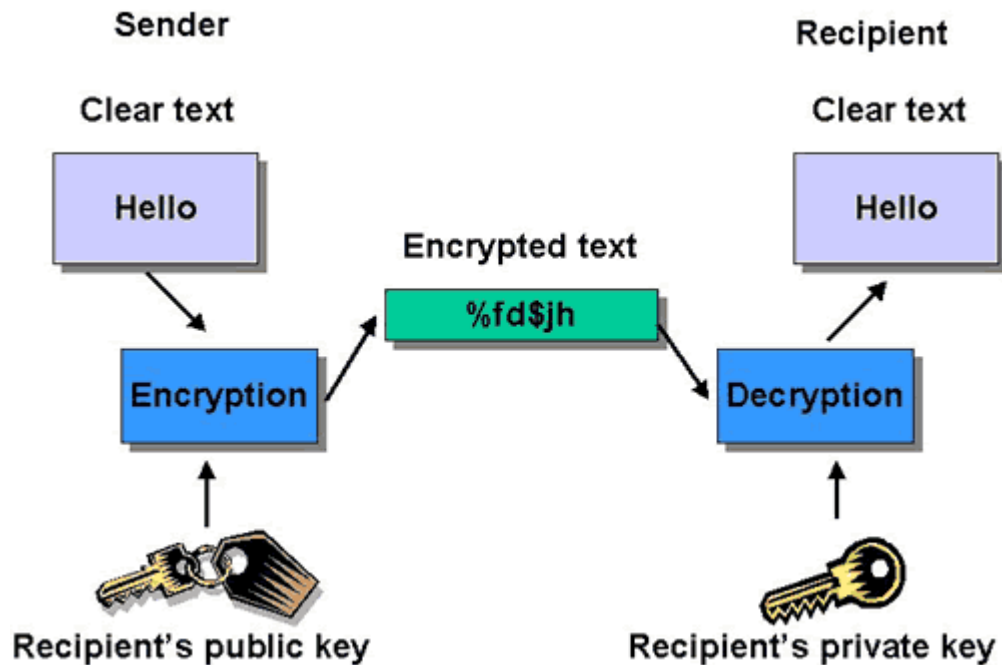 Sender
Recipient
Clear text
Clear text
Hello
Hello
Encrypted text
%fd$jh
Encryption
Decryption
Recipient's public key
Recipient's private key